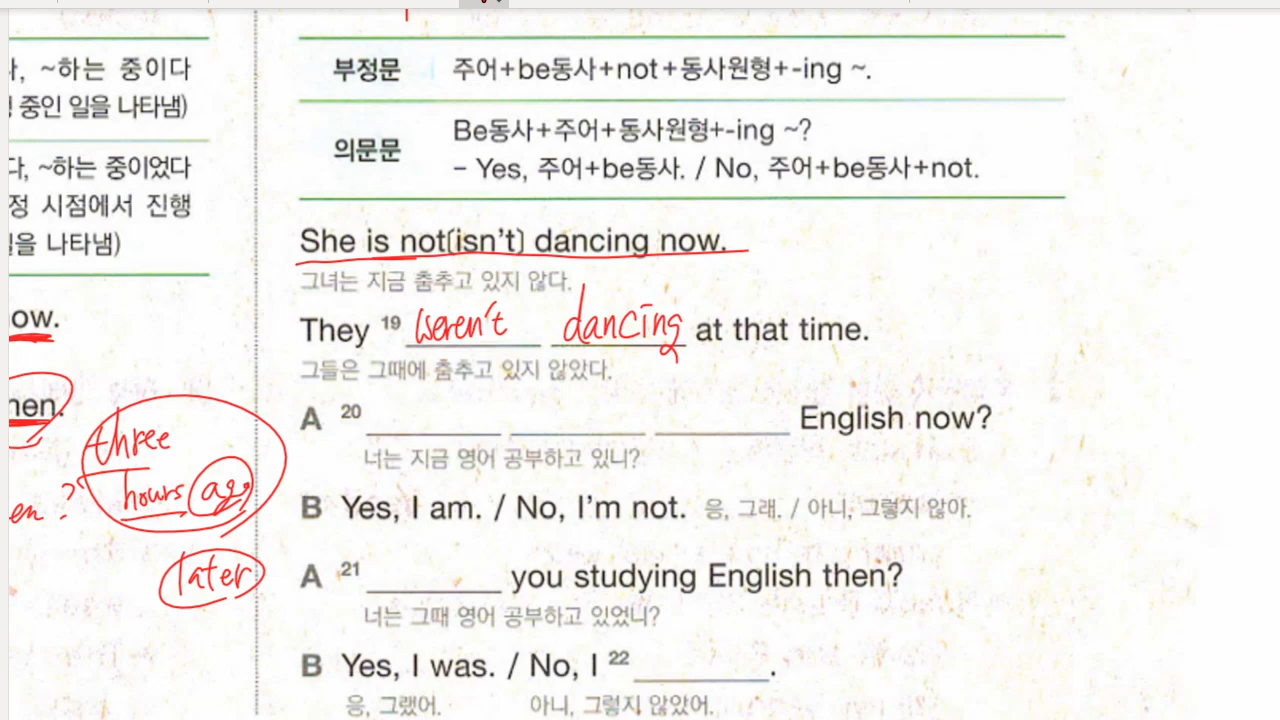 ~하는 중이다
중인 일을 나타냄)
다, ~하는 중이었다
정 시점에서 진행
일을 나타냄)
ow.
hen.
en?
three
hours ago
later
부정문 주어+be동사+not+동사원형+-ing ~.
의문문 Be동사+주어+동사원형+-ing ~?
– Yes, 주어+be동사. / No, 주어+be동사+not.
She is not(isn't) dancing now.
그녀는 지금 춤추고 있지 않다.
They 19 weren't dancing at that time.
그들은 그때에 춤추고 있지 않았다.
A 20 English now?
너는 지금 영어 공부하고 있니?
B Yes, I am. / No, I'm not. 응, 그래. / 아니, 그렇지 않아.
A 21 you studying English then?
너는 그때 영어 공부하고 있었니?
B Yes, I was. / No, I 22 .
응, 그랬어. 아니, 그렇지 않았어.